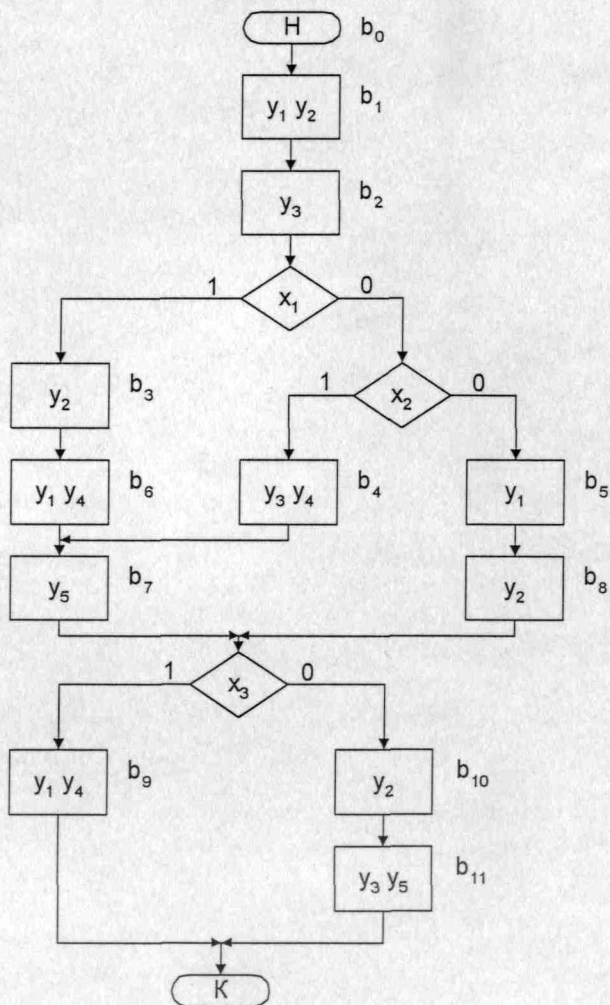 Н b₀
y₁ y₂ b₁
y₃ b₂
1 x₁ 0
y₂ b₃ 1 x₂ 0
y₁ y₄ b₆ y₃ y₄ b₄ y₁ b₅
y₅ b₇ y₂ b₈
1 x₃ 0
y₁ y₄ b₉ y₂ b₁₀
y₃ y₅ b₁₁
К